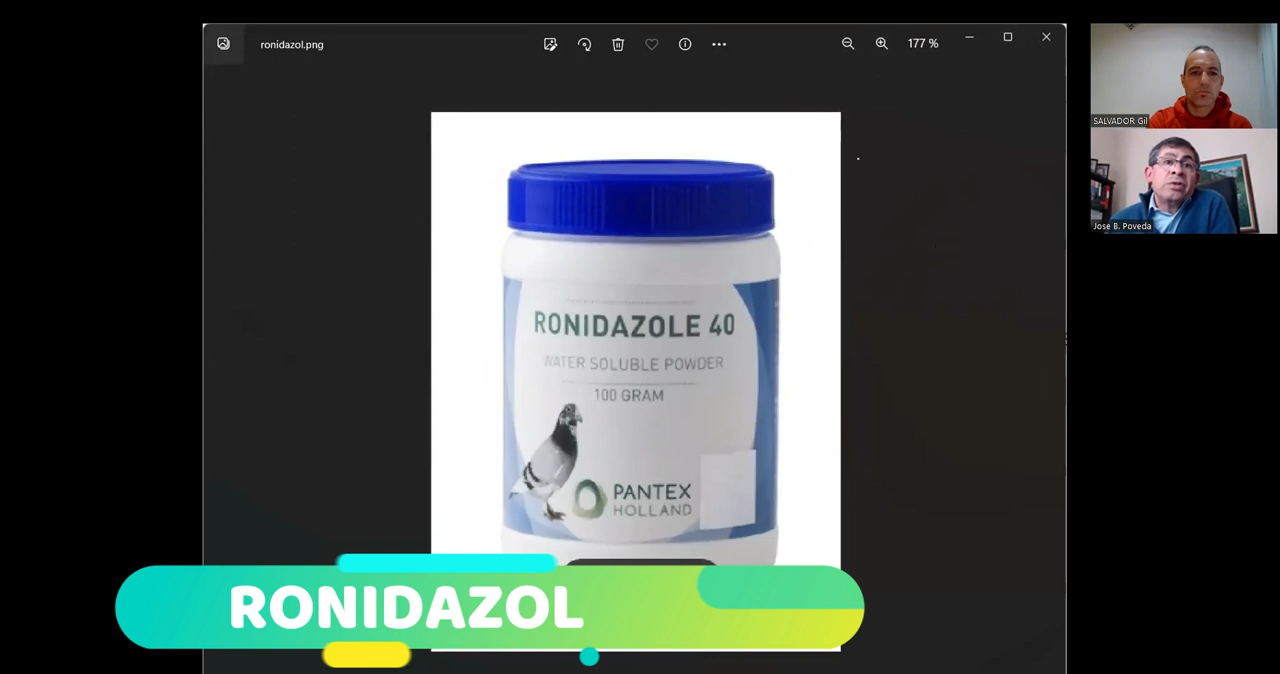 ronidazol.png
177 %
SALVADOR Gil
Jose B. Poveda
RONIDAZOLE 40
WATER SOLUBLE POWDER
100 GRAM
PANTEX
HOLLAND
RONIDAZOL